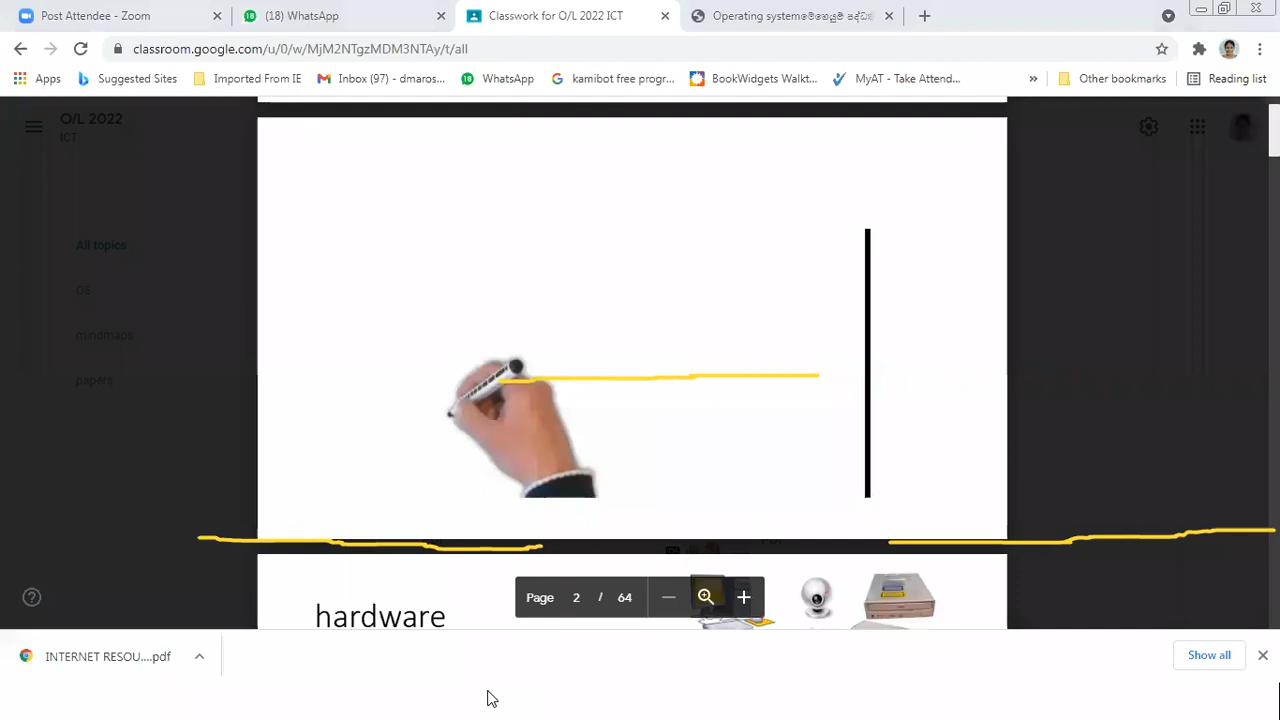 Post Attendee - Zoom
(18) WhatsApp
Classwork for O/L 2022 ICT
classroom.google.com/u/0/w/MjM2NTgzMDM3NTAy/t/all
Apps
Suggested Sites
Imported From IE
Inbox (97) - dmaros...
18 WhatsApp
kamibot free progr...
BookWidgets Walkt...
MyAT - Take Attend...
Other bookmarks
Reading list
O/L 2022
ICT
All topics
OS
mindmaps
papers
hardware
Page 2 / 64
INTERNET RESOU....pdf
Show all